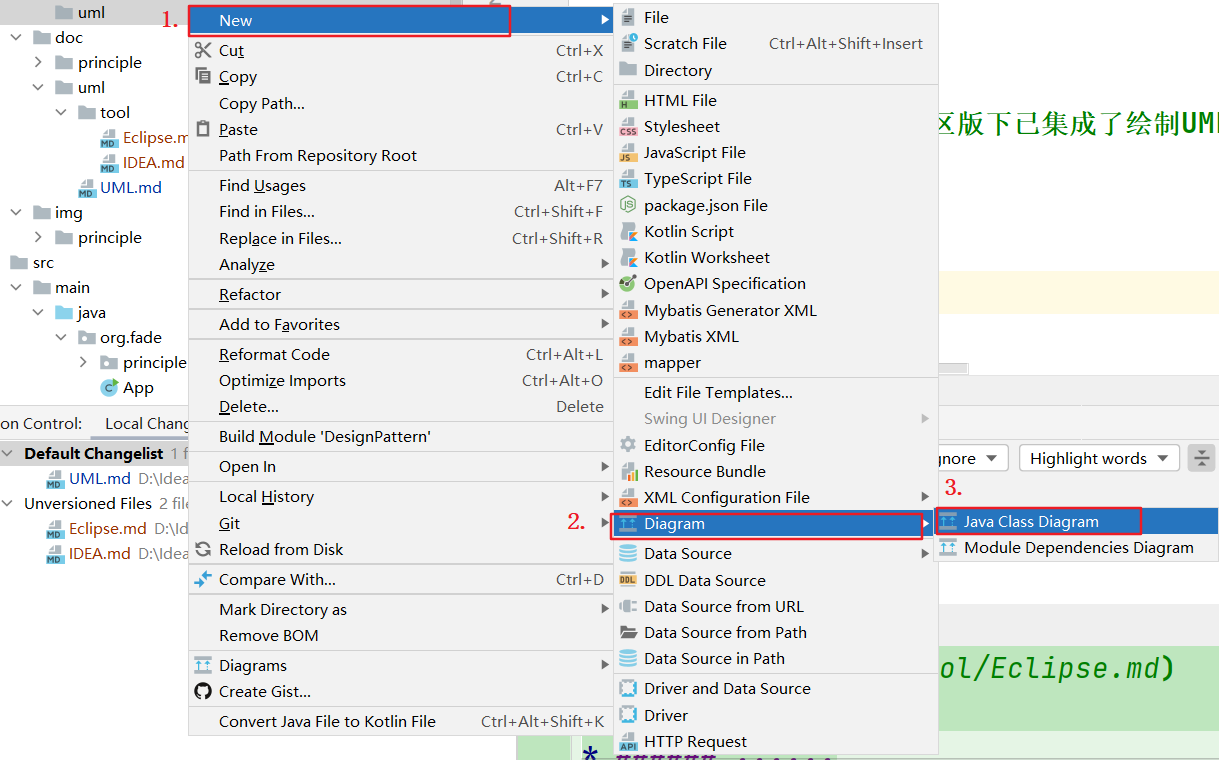 uml
doc
principle
uml
tool
Eclipse.m
IDEA.md
UML.md
img
principle
src
main
java
org.fade
principle
App
on Control:
Local Chang
Default Changelist 1 f
UML.md D:\Idea
Unversioned Files 2 file
Eclipse.md D:\Id
IDEA.md D:\Idea
1.
New
Cut Ctrl+X
Copy Ctrl+C
Copy Path...
Paste Ctrl+V
Path From Repository Root
Find Usages Alt+F7
Find in Files... Ctrl+Shift+F
Replace in Files... Ctrl+Shift+R
Analyze
Refactor
Add to Favorites
Reformat Code Ctrl+Alt+L
Optimize Imports Ctrl+Alt+O
Delete... Delete
Build Module 'DesignPattern'
Open In
Local History
Git
Reload from Disk
Compare With... Ctrl+D
Mark Directory as
Remove BOM
Diagrams
Create Gist...
Convert Java File to Kotlin File Ctrl+Alt+Shift+K
File
Scratch File Ctrl+Alt+Shift+Insert
Directory
HTML File
Stylesheet
JavaScript File
TypeScript File
package.json File
Kotlin Script
Kotlin Worksheet
OpenAPI Specification
Mybatis Generator XML
Mybatis XML
mapper
Edit File Templates...
Swing UI Designer
EditorConfig File
Resource Bundle
XML Configuration File
2.
Diagram
Data Source
DDL Data Source
Data Source from URL
Data Source from Path
Data Source in Path
Driver and Data Source
Driver
HTTP Request
3.
Java Class Diagram
Module Dependencies Diagram
区版下已集成了绘制UM
gnore
Highlight words
ol/Eclipse.md)
* ###### ......